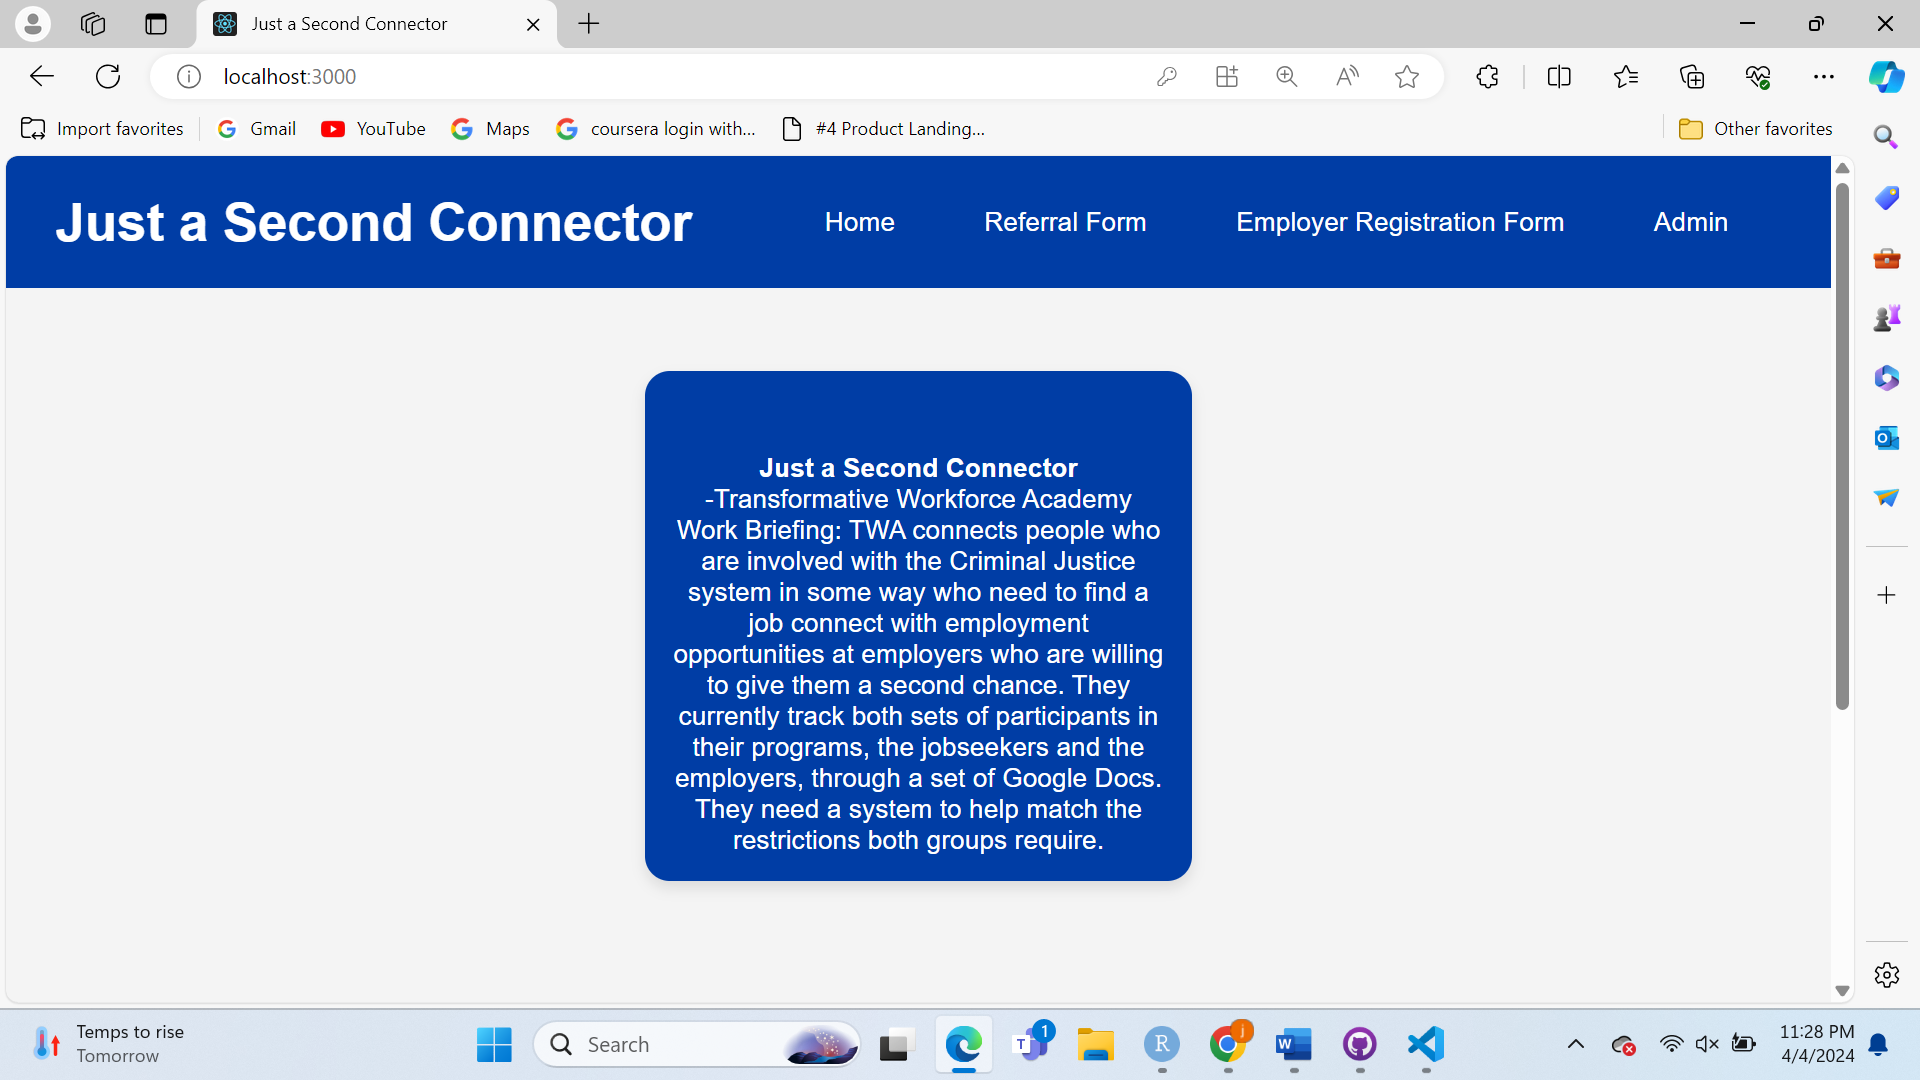 Just a Second Connector
localhost:3000
Import favorites
Gmail
YouTube
Maps
coursera login with...
#4 Product Landing...
Other favorites
Just a Second Connector
Home
Referral Form
Employer Registration Form
Admin
Just a Second Connector
-Transformative Workforce Academy
Work Briefing: TWA connects people who
are involved with the Criminal Justice
system in some way who need to find a
job connect with employment
opportunities at employers who are willing
to give them a second chance. They
currently track both sets of participants in
their programs, the jobseekers and the
employers, through a set of Google Docs.
They need a system to help match the
restrictions both groups require.
Temps to rise
Tomorrow
Search
1
j
11:28 PM
4/4/2024